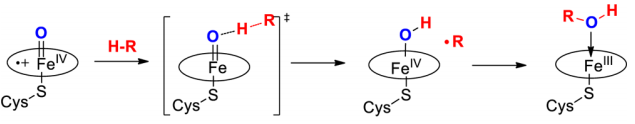 O
•+ Fe^IV
S
Cys
H-R
O H R ‡
Fe
S
Cys
O H
•R
Fe^IV
S
Cys
R O H
Fe^III
S
Cys